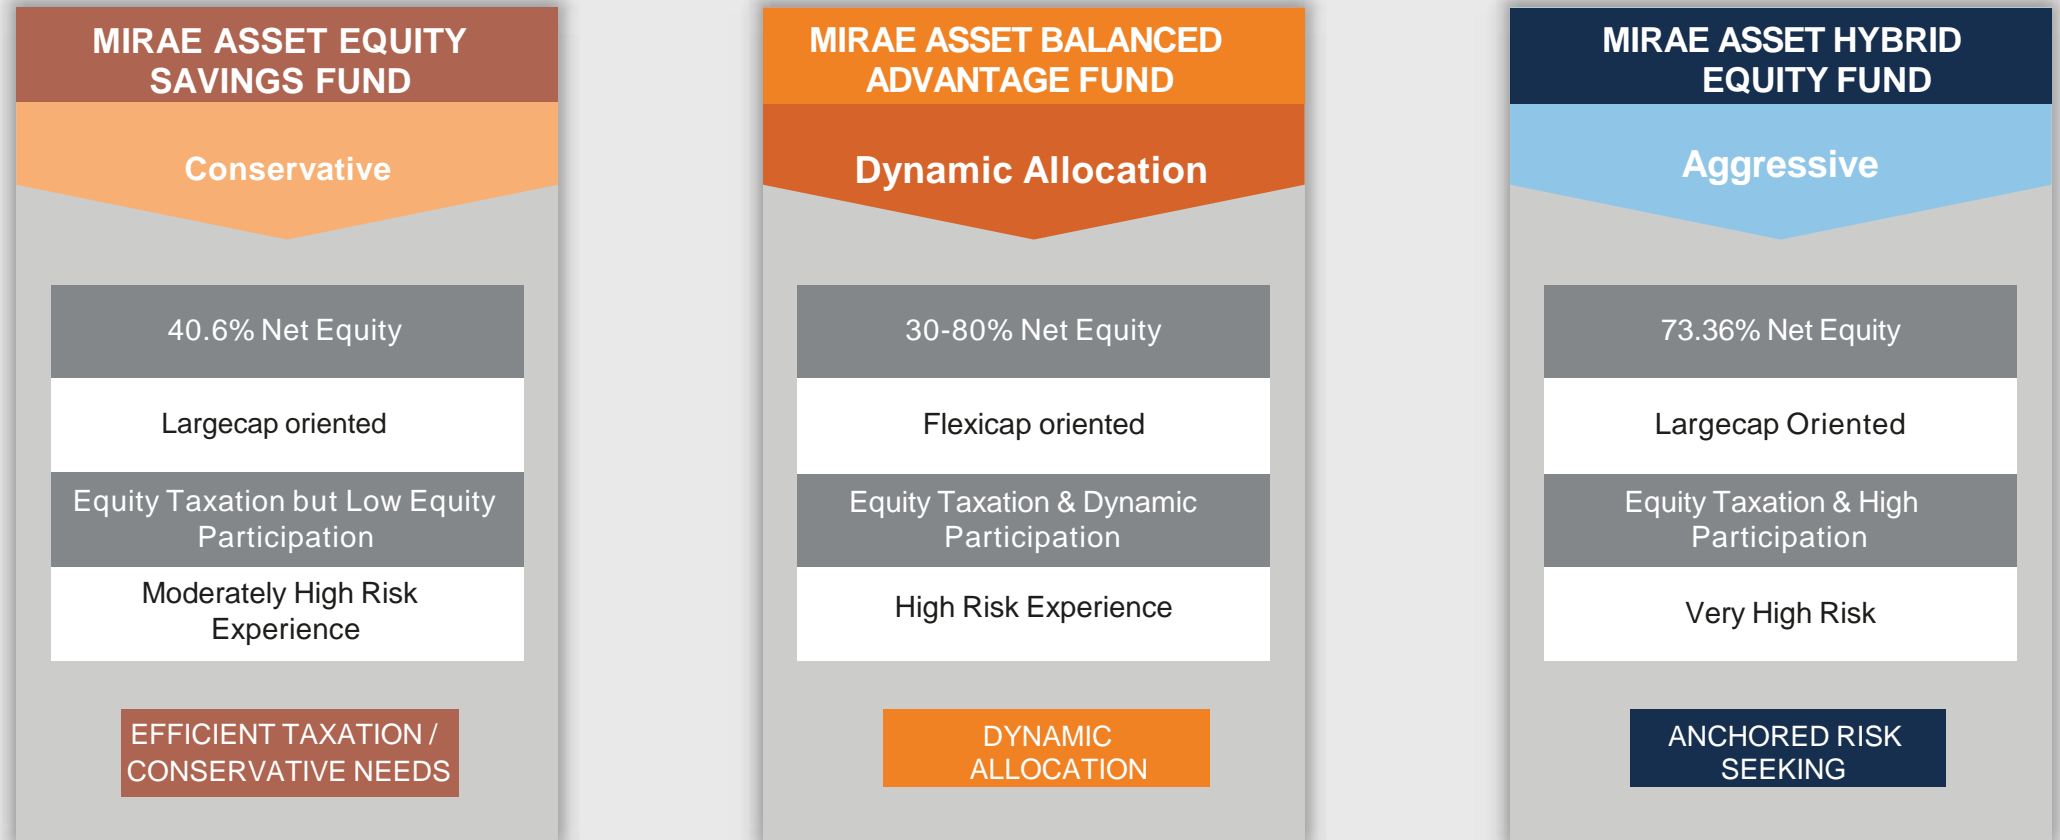 MIRAE ASSET EQUITY
SAVINGS FUND
Conservative
40.6% Net Equity
Largecap oriented
Equity Taxation but Low Equity
Participation
Moderately High Risk
Experience
EFFICIENT TAXATION /
CONSERVATIVE NEEDS
MIRAE ASSET BALANCED
ADVANTAGE FUND
Dynamic Allocation
30-80% Net Equity
Flexicap oriented
Equity Taxation & Dynamic
Participation
High Risk Experience
DYNAMIC
ALLOCATION
MIRAE ASSET HYBRID
EQUITY FUND
Aggressive
73.36% Net Equity
Largecap Oriented
Equity Taxation & High
Participation
Very High Risk
ANCHORED RISK
SEEKING